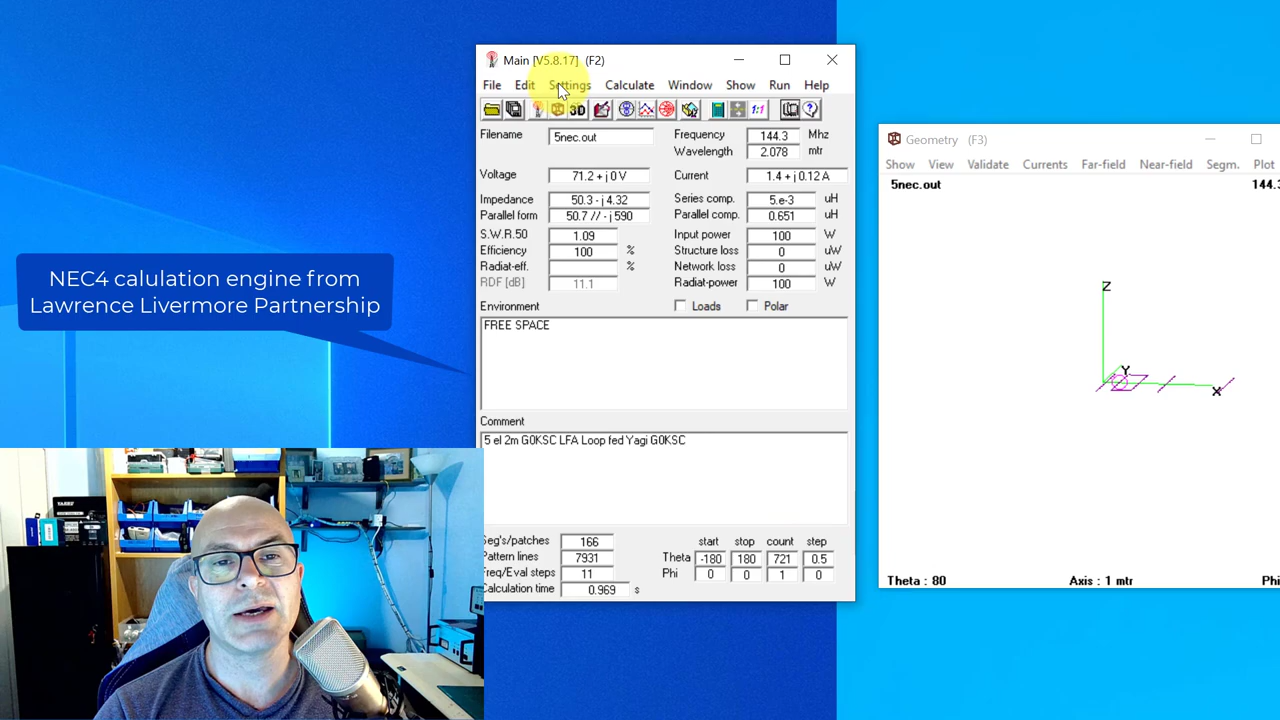 Main [V5.8.17] (F2)
File Edit Settings Calculate Window Show Run Help
3D
1:1
Filename 5nec.out Frequency 144.3 Mhz
Wavelength 2.078 mtr
Voltage 71.2 + j 0 V Current 1.4 + j 0.12 A
Impedance 50.3 - j 4.32 Series comp. 5.e-3 uH
Parallel form 50.7 // - j 590 Parallel comp. 0.651 uH
S.W.R.50 1.09 Input power 100 W
Efficiency 100 % Structure loss 0 uW
Radiat-eff. % Network loss 0 uW
RDF [dB] 11.1 Radiat-power 100 W
Environment Loads Polar
FREE SPACE
Comment
5 el 2m G0KSC LFA Loop fed Yagi G0KSC
Seg's/patches 166 start stop count step
Pattern lines 7931 Theta -180 180 721 0.5
Freq/Eval steps 11 Phi 0 0 1 0
Calculation time 0.969 s
NEC4 calulation engine from
Lawrence Livermore Partnership
Geometry (F3)
Show View Validate Currents Far-field Near-field Segm. Plot
5nec.out 144.3
Z
Y
X
Theta : 80 Axis : 1 mtr Phi
YAESU